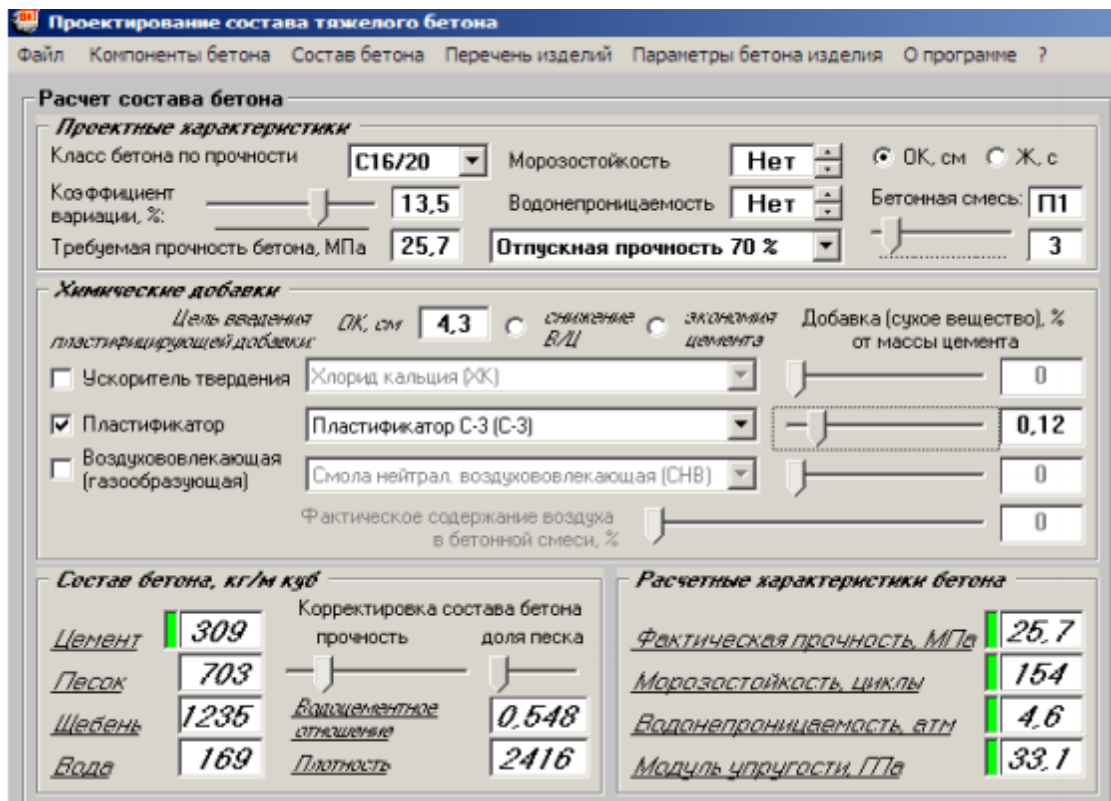 Проектирование состава тяжелого бетона
Файл Компоненты бетона Состав бетона Перечень изделий Параметры бетона изделия О программе ?
Расчет состава бетона
Проектные характеристики
Класс бетона по прочности C16/20 Морозостойкость Нет ОК, см Ж, с
Коэффициент вариации, %: 13,5 Водонепроницаемость Нет Бетонная смесь: П1
Требуемая прочность бетона, МПа 25,7 Отпускная прочность 70 % 3
Химические добавки
Цель введения пластифицирующей добавки: ОК, см 4,3 снижение В/Ц экономия цемента Добавка (сухое вещество), % от массы цемента
Ускоритель твердения Хлорид кальция (ХК) 0
Пластификатор Пластификатор С-3 (С-3) 0,12
Воздухововлекающая (газообразующая) Смола нейтрал. воздухововлекающая (СНВ) 0
Фактическое содержание воздуха в бетонной смеси, % 0
Состав бетона, кг/м куб
Цемент 309
Песок 703
Щебень 1235
Вода 169
Корректировка состава бетона
прочность доля песка
Водоцементное отношение 0,548
Плотность 2416
Расчетные характеристики бетона
Фактическая прочность, МПа 25,7
Морозостойкость, циклы 154
Водонепроницаемость, атм 4,6
Модуль упругости, ГПа 33,1